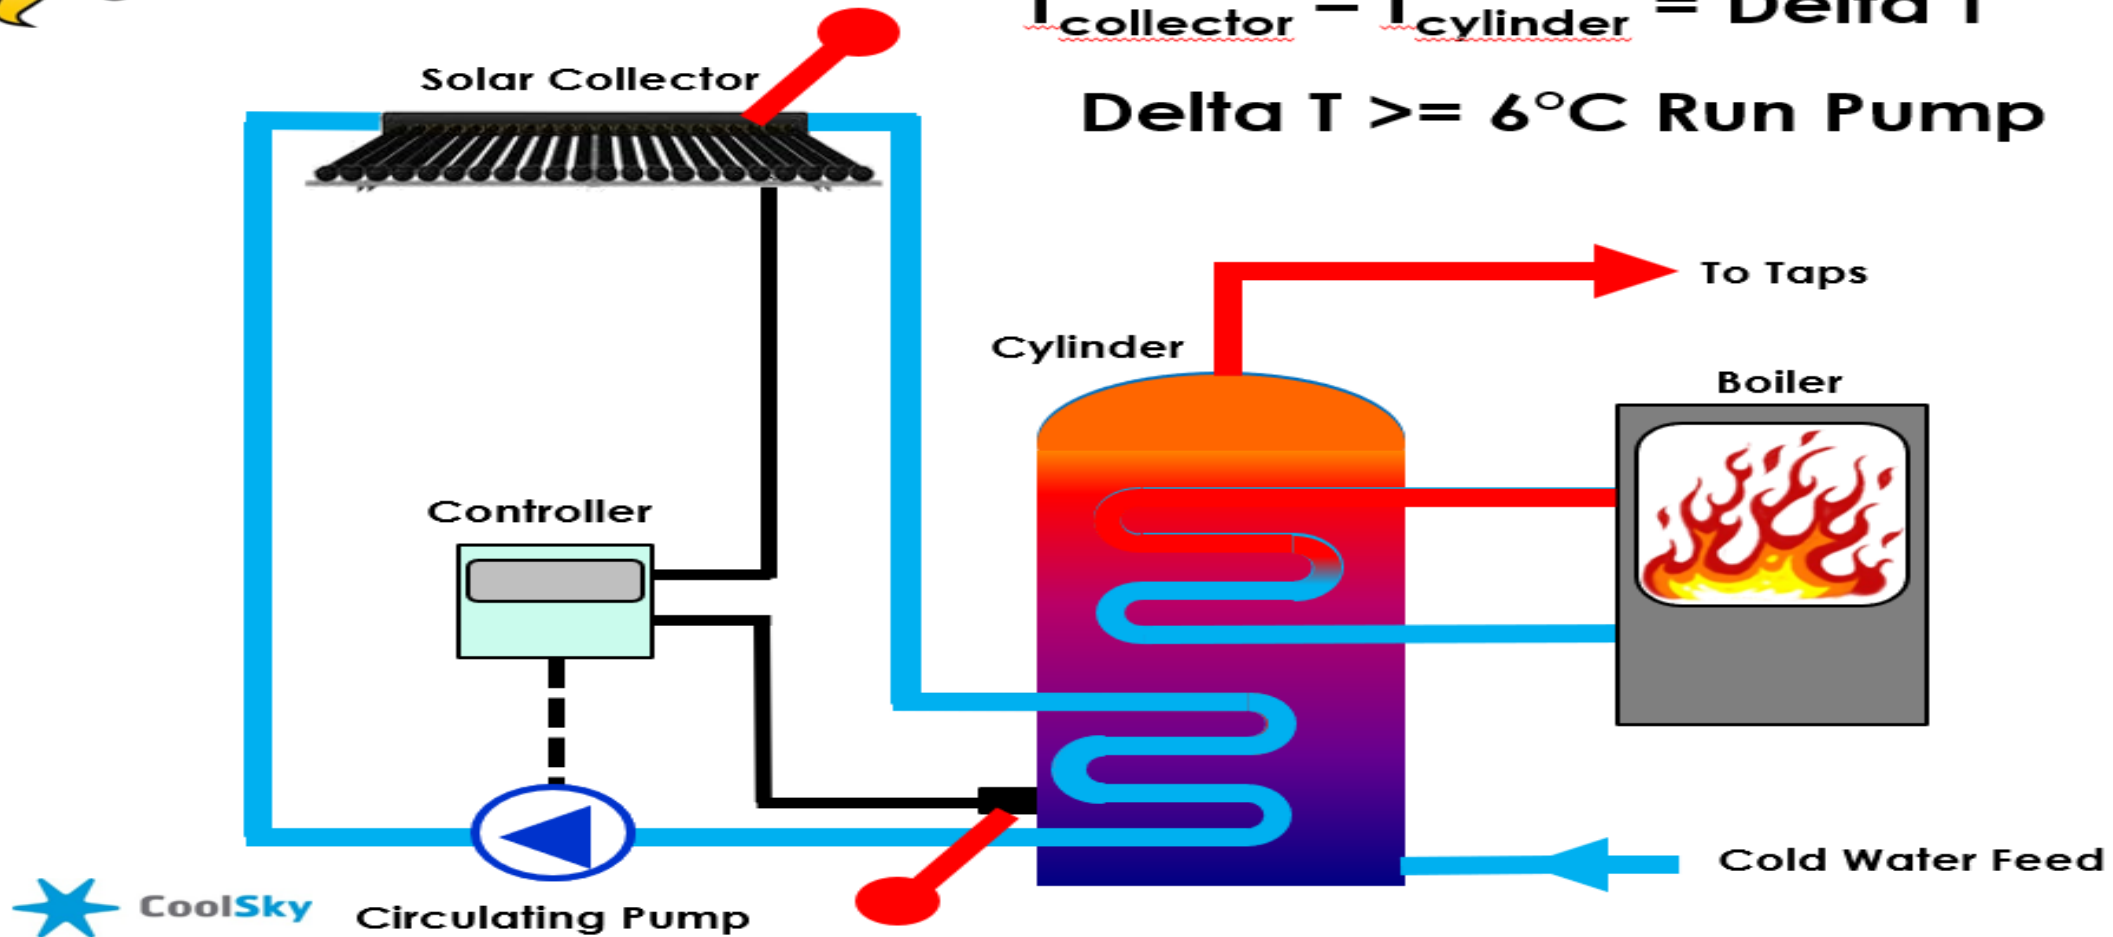 Tcollector – Tcylinder = Delta T
Delta T >= 6°C Run Pump
Solar Collector
To Taps
Cylinder
Boiler
Controller
Cold Water Feed
CoolSky
Circulating Pump